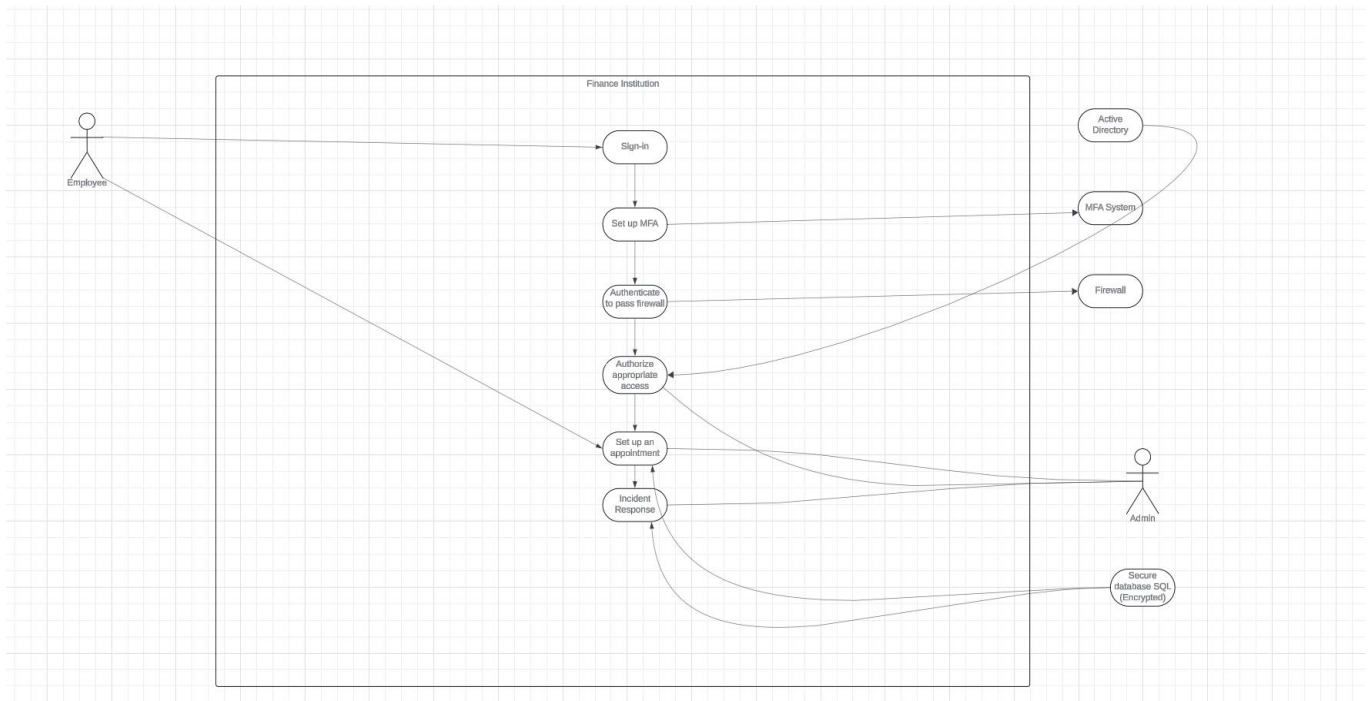 Finance Institution
Active
Directory
Sign-in
Employee
MFA System
Set up MFA
Firewall
Authenticate
to pass firewall
Authorize
appropriate
access
Set up an
appointment
Incident
Response
Admin
Secure
database SQL
(Encrypted)